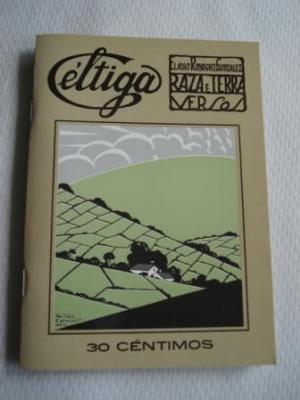 Céltiga
ELADIO RODRIGUEZ GONZALEZ
RAZA E TERRA
VERSOS
30 CÉNTIMOS